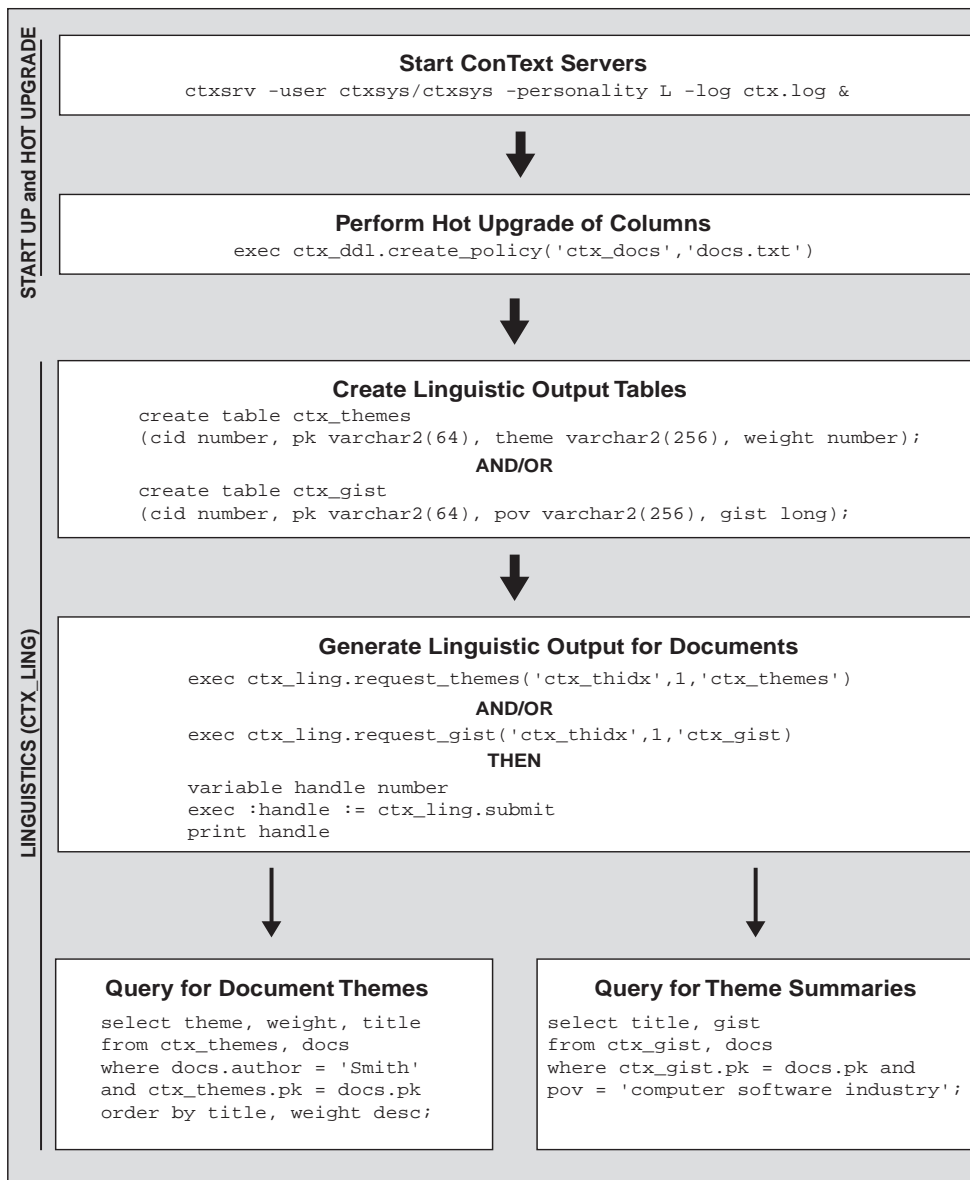 START UP and HOT UPGRADE
Start ConText Servers
ctxsrv -user ctxsys/ctxsys -personality L -log ctx.log &
Perform Hot Upgrade of Columns
exec ctx_ddl.create_policy('ctx_docs','docs.txt')
LINGUISTICS (CTX_LING)
Create Linguistic Output Tables
create table ctx_themes
(cid number, pk varchar2(64), theme varchar2(256), weight number);
AND/OR
create table ctx_gist
(cid number, pk varchar2(64), pov varchar2(256), gist long);
Generate Linguistic Output for Documents
exec ctx_ling.request_themes('ctx_thidx',1,'ctx_themes')
AND/OR
exec ctx_ling.request_gist('ctx_thidx',1,'ctx_gist)
THEN
variable handle number
exec :handle := ctx_ling.submit
print handle
Query for Document Themes
select theme, weight, title
from ctx_themes, docs
where docs.author = 'Smith'
and ctx_themes.pk = docs.pk
order by title, weight desc;
Query for Theme Summaries
select title, gist
from ctx_gist, docs
where ctx_gist.pk = docs.pk and
pov = 'computer software industry';